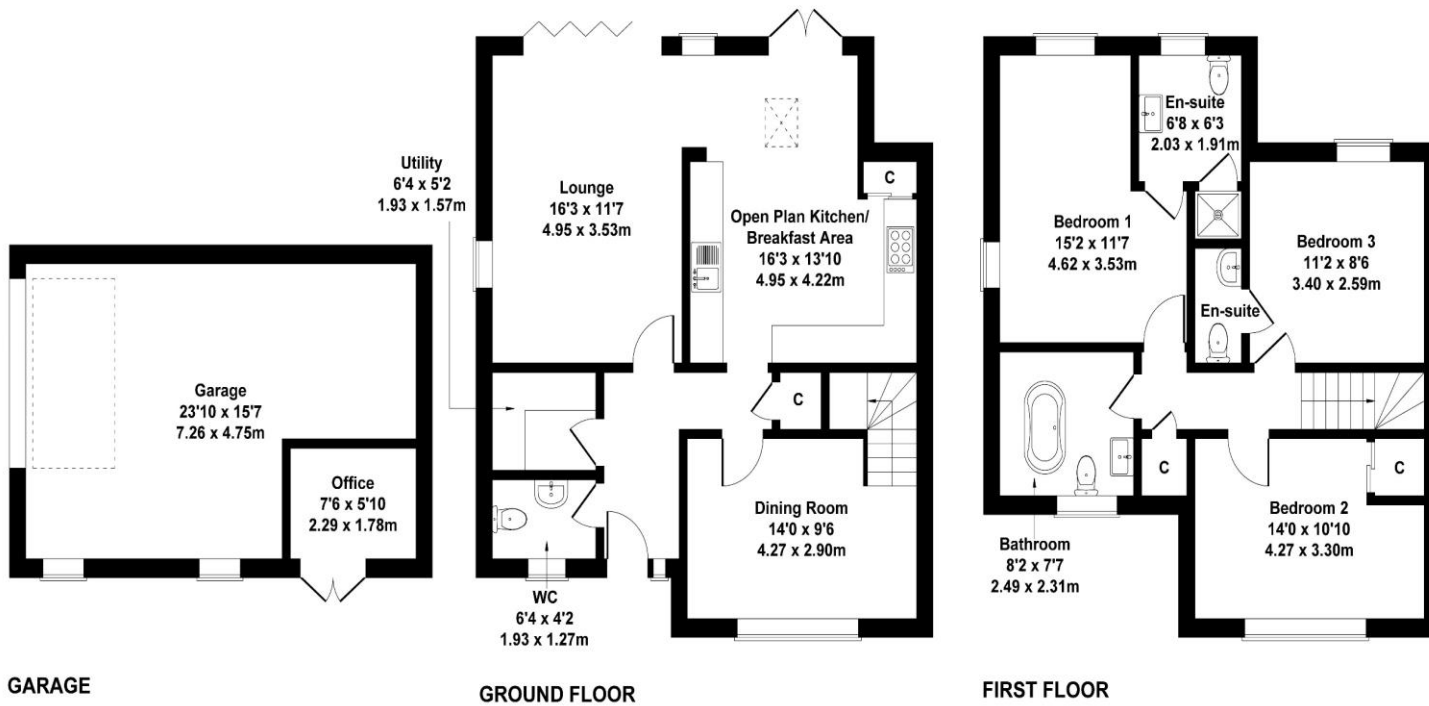 Garage
23'10 x 15'7
7.26 x 4.75m
Office
7'6 x 5'10
2.29 x 1.78m
GARAGE
Utility
6'4 x 5'2
1.93 x 1.57m
Lounge
16'3 x 11'7
4.95 x 3.53m
C
Open Plan Kitchen/
Breakfast Area
16'3 x 13'10
4.95 x 4.22m
C
Dining Room
14'0 x 9'6
4.27 x 2.90m
WC
6'4 x 4'2
1.93 x 1.27m
GROUND FLOOR
En-suite
6'8 x 6'3
2.03 x 1.91m
Bedroom 1
15'2 x 11'7
4.62 x 3.53m
Bedroom 3
11'2 x 8'6
3.40 x 2.59m
En-suite
C
C
Bedroom 2
14'0 x 10'10
4.27 x 3.30m
Bathroom
8'2 x 7'7
2.49 x 2.31m
FIRST FLOOR